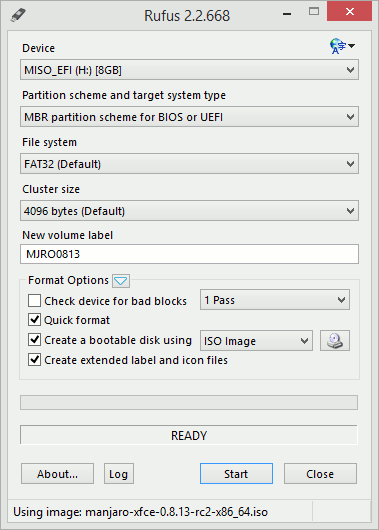 Rufus 2.2.668
Device
MISO_EFI (H:) [8GB]
Partition scheme and target system type
MBR partition scheme for BIOS or UEFI
File system
FAT32 (Default)
Cluster size
4096 bytes (Default)
New volume label
MJRO0813
Format Options
Check device for bad blocks 1 Pass
Quick format
Create a bootable disk using ISO Image
Create extended label and icon files
READY
About... Log Start Close
Using image: manjaro-xfce-0.8.13-rc2-x86_64.iso